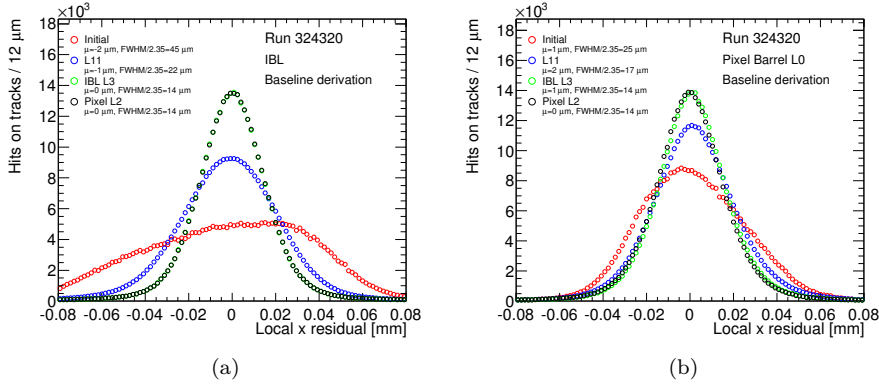 ×10³
Hits on tracks / 12 μm
18
16
14
12
10
8
6
4
2
0
Initial
μ=-2 μm, FWHM/2.35=45 μm
L11
μ=-1μm, FWHM/2.35=22 μm
IBL L3
μ=0 μm, FWHM/2.35=14 μm
Pixel L2
μ=0 μm, FWHM/2.35=14 μm
Run 324320
IBL
Baseline derivation
-0.08 -0.06 -0.04 -0.02 0 0.02 0.04 0.06 0.08
Local x residual [mm]
(a)
×10³
Hits on tracks / 12 μm
18
16
14
12
10
8
6
4
2
0
Initial
μ=1μm, FWHM/2.35=25 μm
L11
μ=2 μm, FWHM/2.35=17 μm
IBL L3
μ=1μm, FWHM/2.35=14 μm
Pixel L2
μ=0 μm, FWHM/2.35=14 μm
Run 324320
Pixel Barrel L0
Baseline derivation
-0.08 -0.06 -0.04 -0.02 0 0.02 0.04 0.06 0.08
Local x residual [mm]
(b)